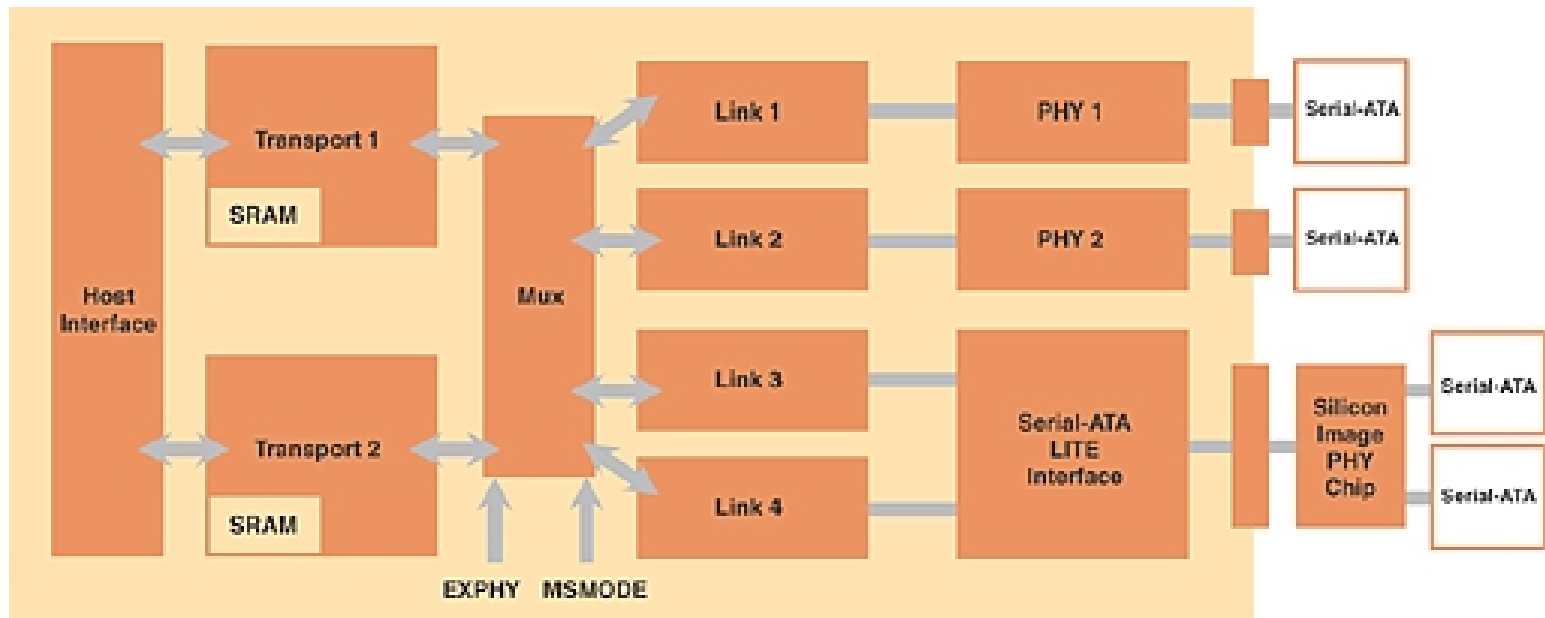 Host
Interface
Transport 1
SRAM
Transport 2
SRAM
Mux
EXPHY
MSMODE
Link 1
PHY 1
Serial-ATA
Link 2
PHY 2
Serial-ATA
Link 3
Link 4
Serial-ATA
LITE
Interface
Silicon
Image
PHY
Chip
Serial-ATA
Serial-ATA